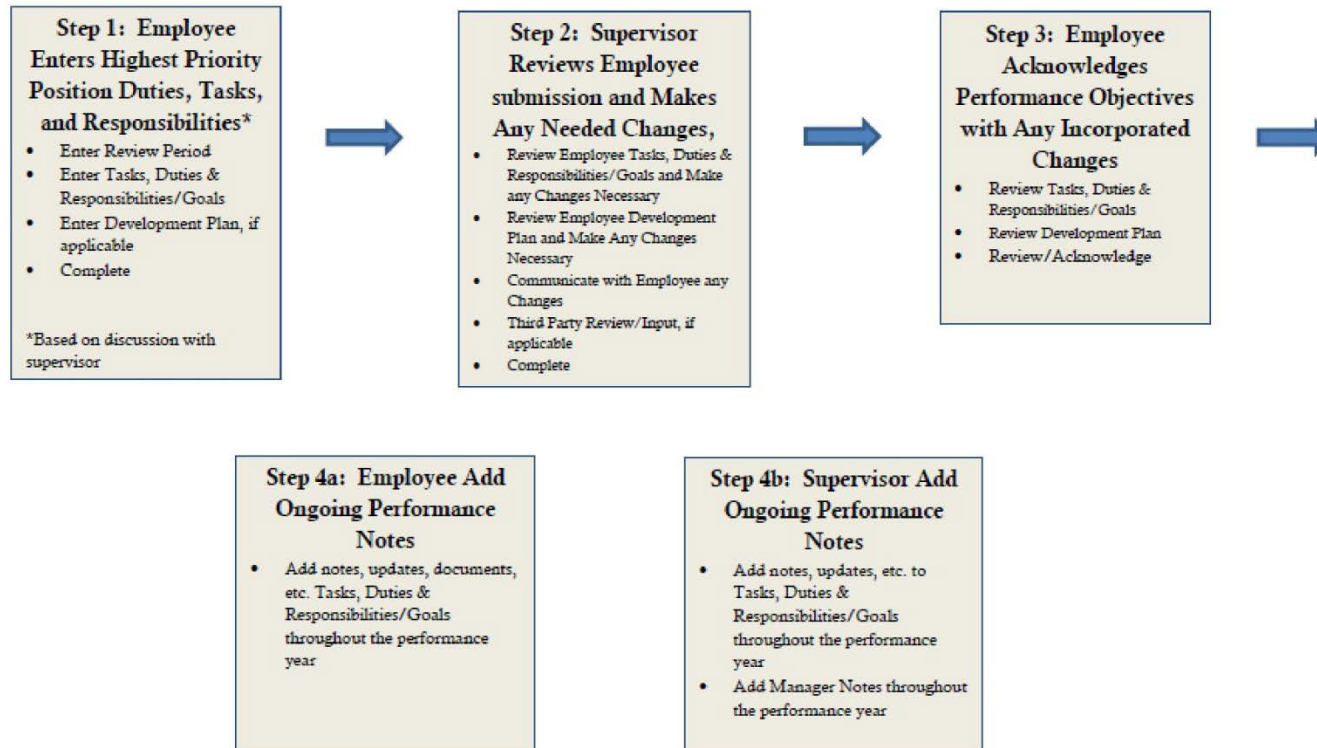 Step 1: Employee
Enters Highest Priority
Position Duties, Tasks,
and Responsibilities*
• Enter Review Period
• Enter Tasks, Duties &
Responsibilities/Goals
• Enter Development Plan, if
applicable
• Complete
*Based on discussion with
supervisor
Step 2: Supervisor
Reviews Employee
submission and Makes
Any Needed Changes,
• Review Employee Tasks, Duties &
Responsibilities/Goals and Make
any Changes Necessary
• Review Employee Development
Plan and Make Any Changes
Necessary
• Communicate with Employee any
Changes
• Third Party Review/Input, if
applicable
• Complete
Step 3: Employee
Acknowledges
Performance Objectives
with Any Incorporated
Changes
• Review Tasks, Duties &
Responsibilities/Goals
• Review Development Plan
• Review/Acknowledge
Step 4a: Employee Add
Ongoing Performance
Notes
• Add notes, updates, documents,
etc. Tasks, Duties &
Responsibilities/Goals
throughout the performance
year
Step 4b: Supervisor Add
Ongoing Performance
Notes
• Add notes, updates, etc. to
Tasks, Duties &
Responsibilities/Goals
throughout the performance
year
• Add Manager Notes throughout
the performance year